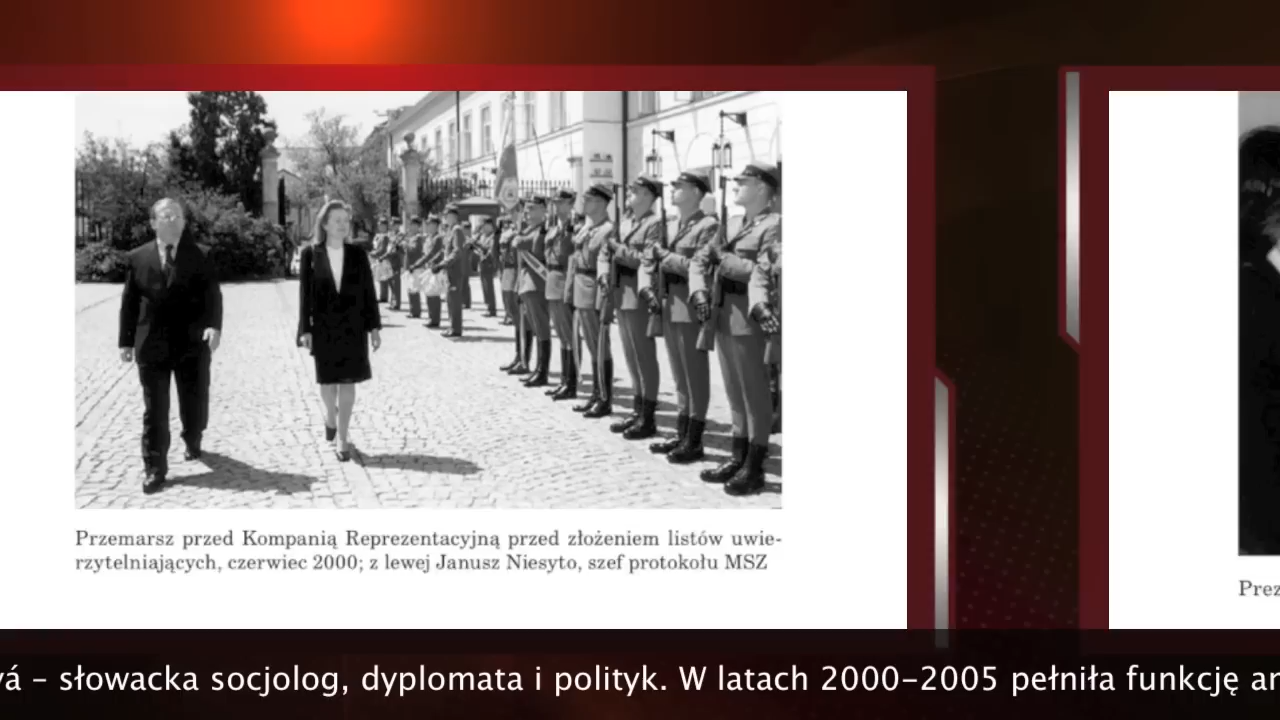 Przemarsz przed Kompanią Reprezentacyjną przed złożeniem listów uwie-
rzytelniających, czerwiec 2000; z lewej Janusz Niesyto, szef protokołu MSZ
– słowacka socjolog, dyplomata i polityk. W latach 2000–2005 pełniła funkcję